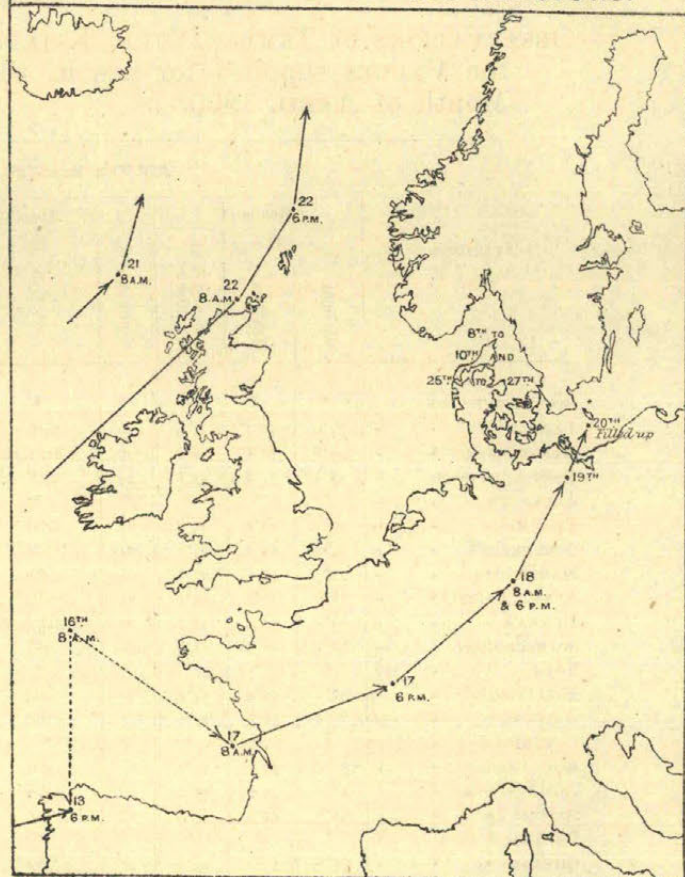 22
6 P.M.
21
8 A.M.
22
8 A.M.
8TH TO
10TH AND
25TH TO 27TH
20TH
Filled up
19TH
18
8 A.M.
& 6 P.M.
16TH
8 A.M.
17
6 P.M.
17
8 A.M.
13
6 P.M.